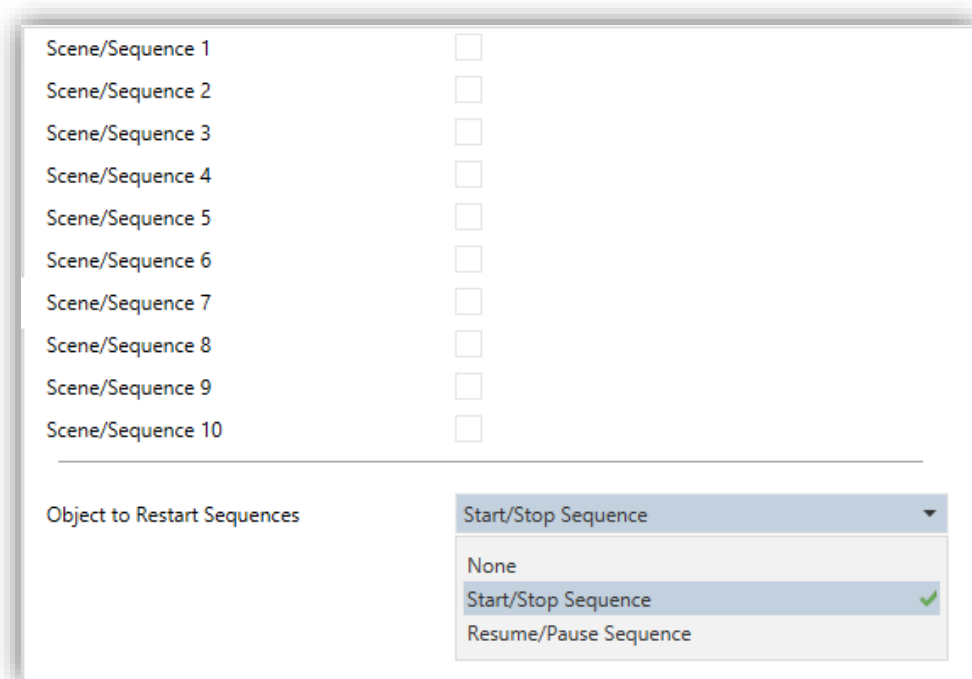 Scene/Sequence 1
Scene/Sequence 2
Scene/Sequence 3
Scene/Sequence 4
Scene/Sequence 5
Scene/Sequence 6
Scene/Sequence 7
Scene/Sequence 8
Scene/Sequence 9
Scene/Sequence 10
Object to Restart Sequences Start/Stop Sequence
None
Start/Stop Sequence
Resume/Pause Sequence